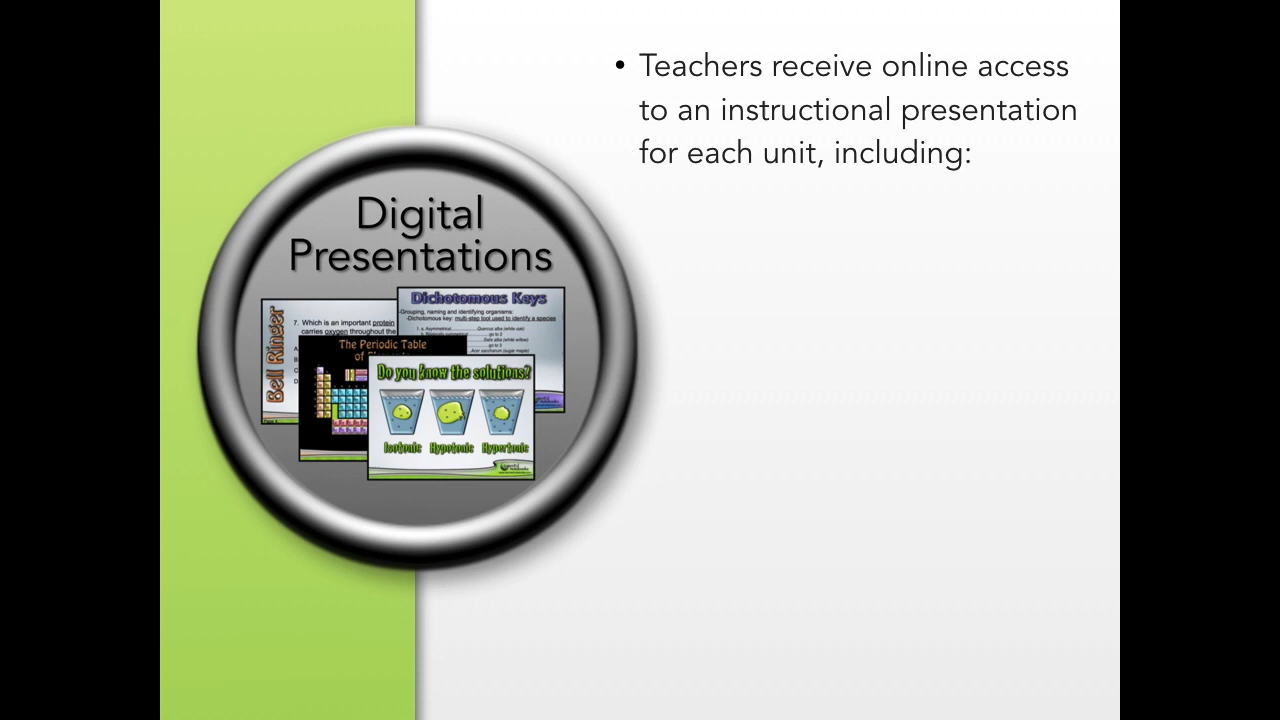 • Teachers receive online access
to an instructional presentation
for each unit, including:
Digital
Presentations
Bell Ringer
7. Which is an important protein
carries oxygen throughout the
Dichotomous Keys
-Grouping, naming and identifying organisms:
-Dichotomous key: multi-step tool used to identify a species
The Periodic Table
of Elements
Do you know the solutions?
Isotonic Hypotonic Hypertonic